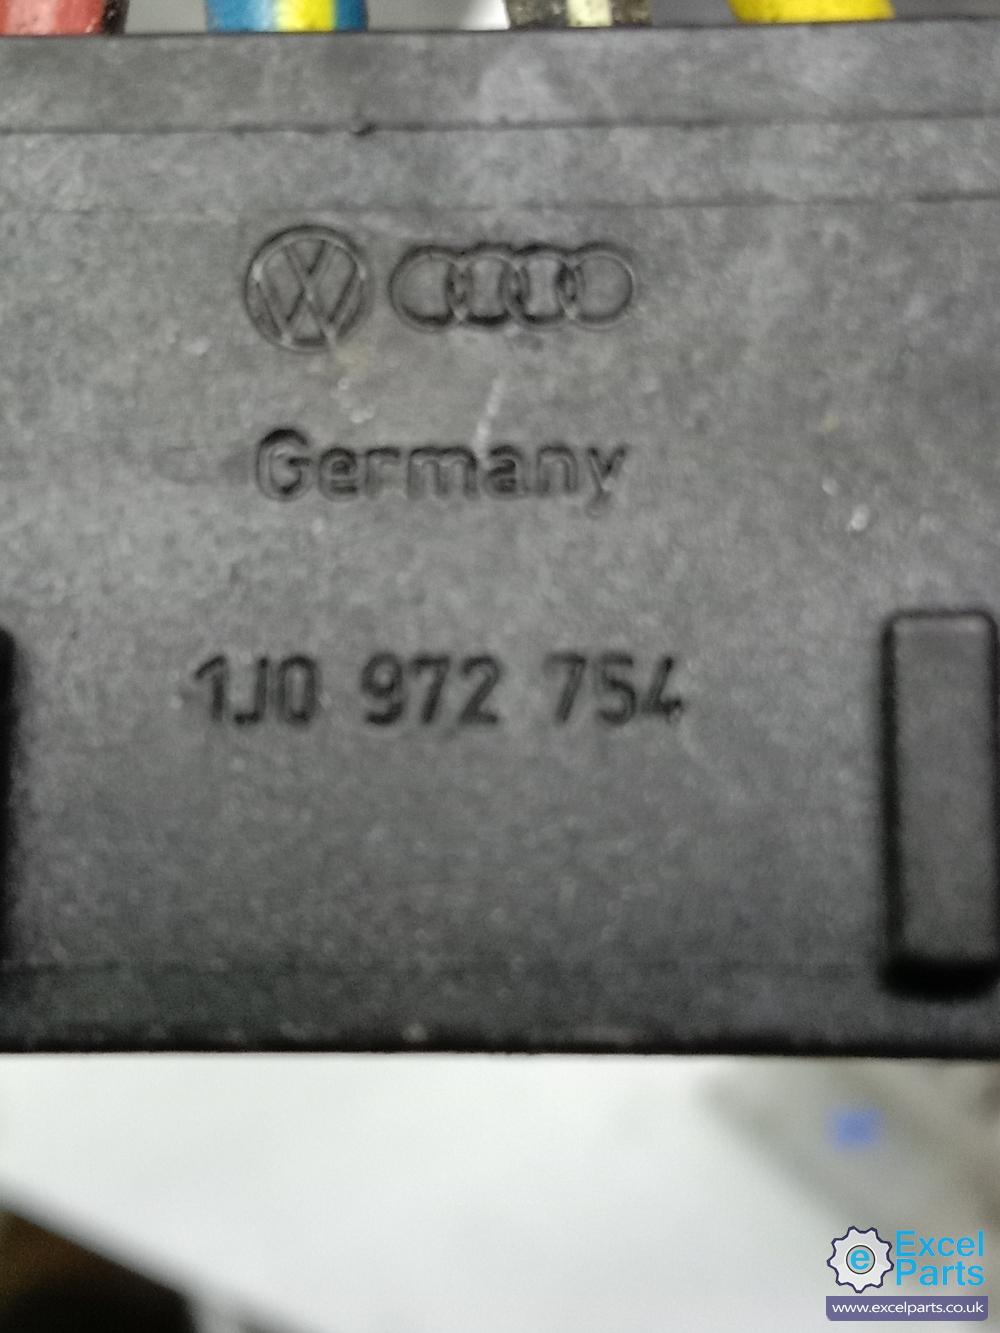 Germany
1J0 972 754
e Excel
Parts
www.excelparts.co.uk